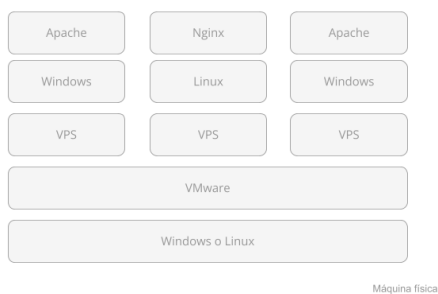 Apache Nginx Apache
Windows Linux Windows
VPS VPS VPS
VMware
Windows o Linux
Máquina física